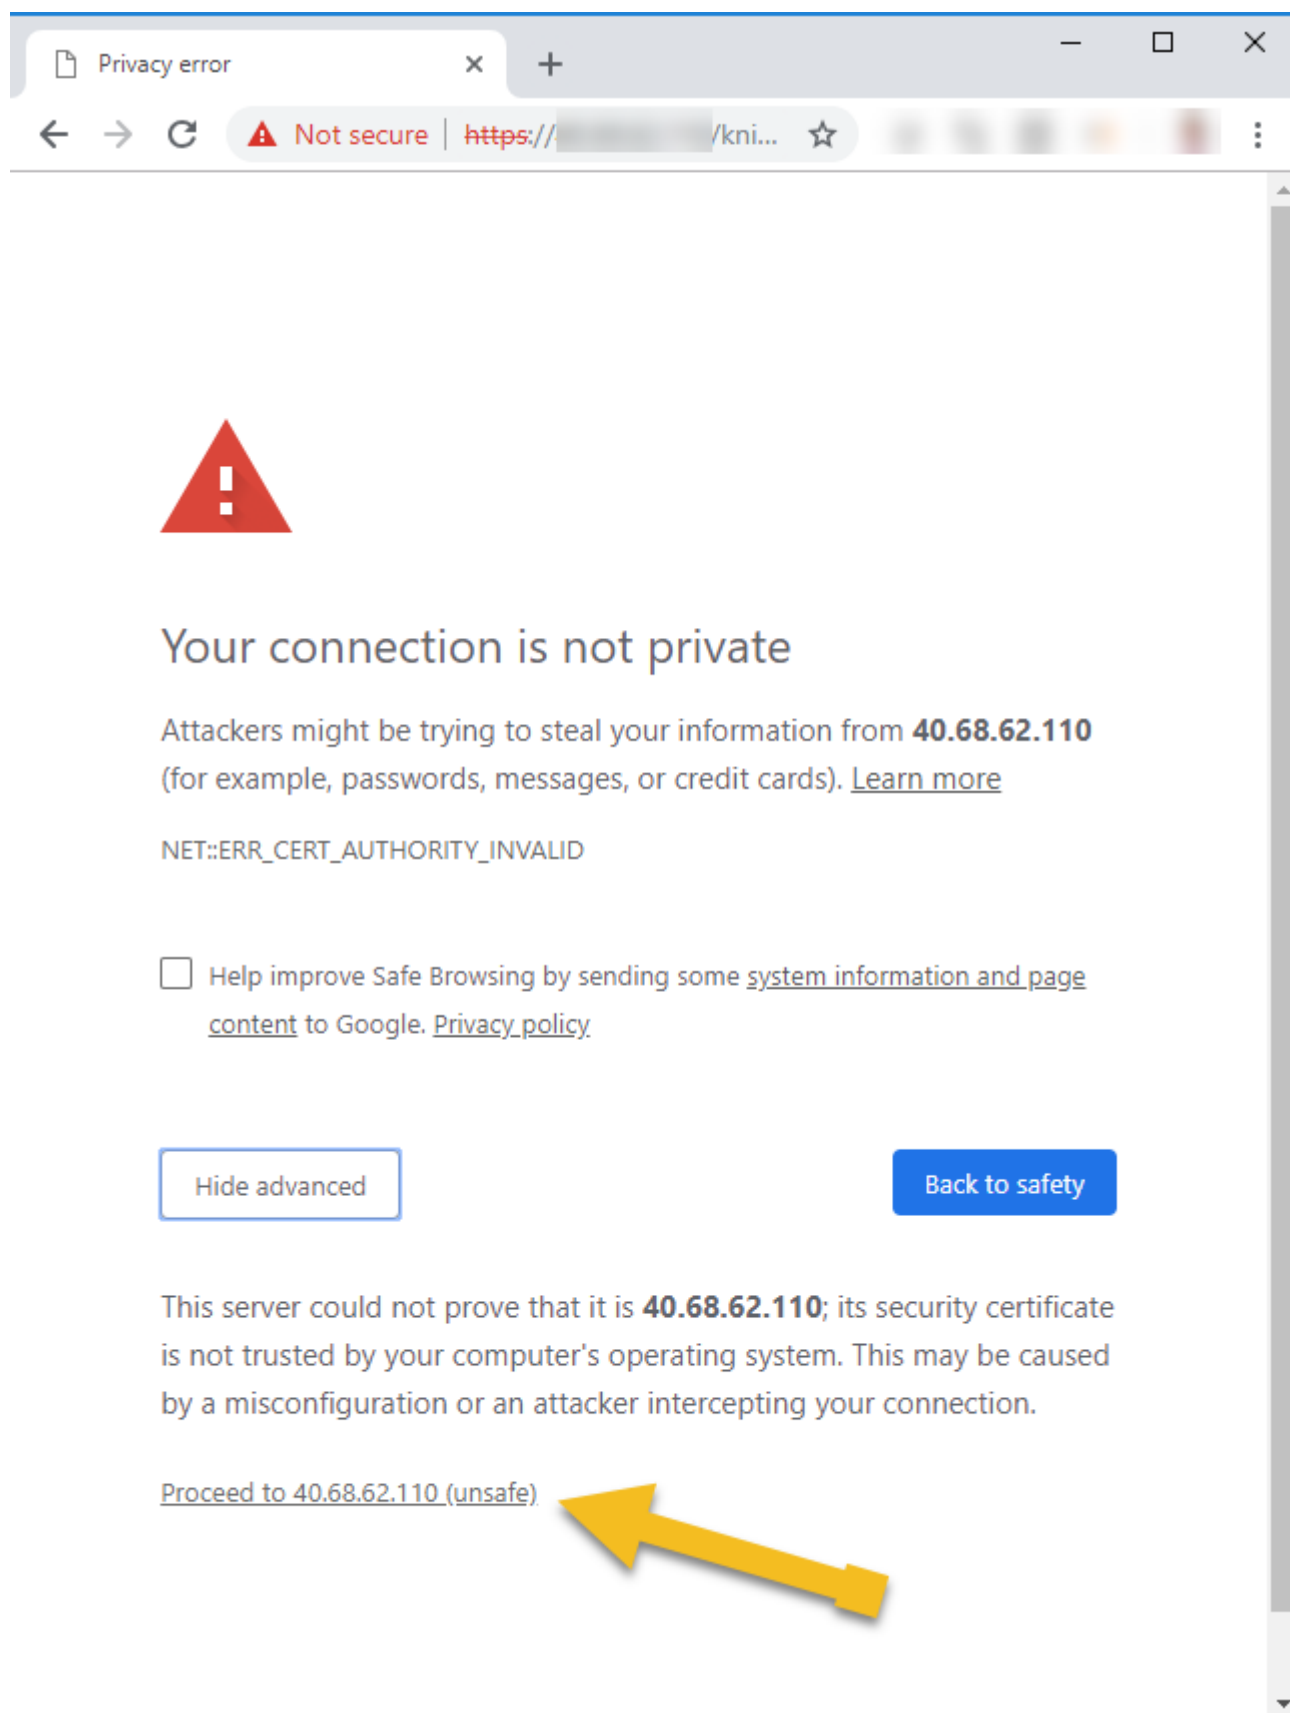 Privacy error
Not secure | https:// /kni...
Your connection is not private
Attackers might be trying to steal your information from 40.68.62.110
(for example, passwords, messages, or credit cards). Learn more
NET::ERR_CERT_AUTHORITY_INVALID
Help improve Safe Browsing by sending some system information and page
content to Google. Privacy policy
Hide advanced
Back to safety
This server could not prove that it is 40.68.62.110; its security certificate
is not trusted by your computer's operating system. This may be caused
by a misconfiguration or an attacker intercepting your connection.
Proceed to 40.68.62.110 (unsafe)